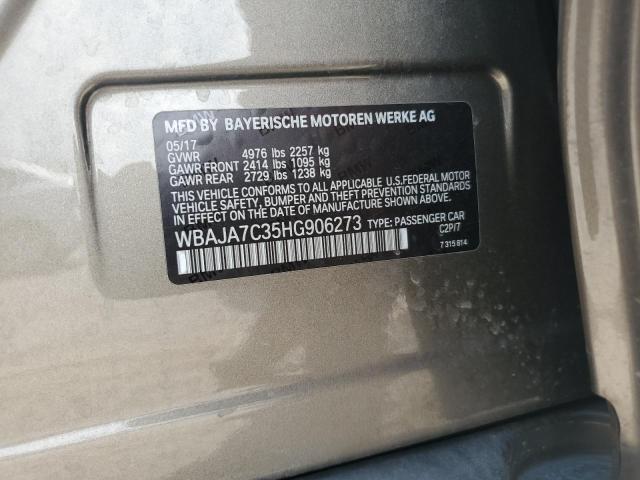 MFD BY BAYERISCHE MOTOREN WERKE AG
05/17
GVWR 4976 lbs 2257 kg
GAWR FRONT 2414 lbs 1095 kg
GAWR REAR 2729 lbs 1238 kg
THIS VEHICLE CONFORMS TO ALL APPLICABLE U.S.FEDERAL MOTOR
VEHICLE SAFETY, BUMPER AND THEFT PREVENTION STANDARDS IN
EFFECT ON THE DATE OF MANUFACTURE SHOWN ABOVE.
WBAJA7C35HG906273 TYPE: PASSENGER CAR
C2P/7
7 315 814